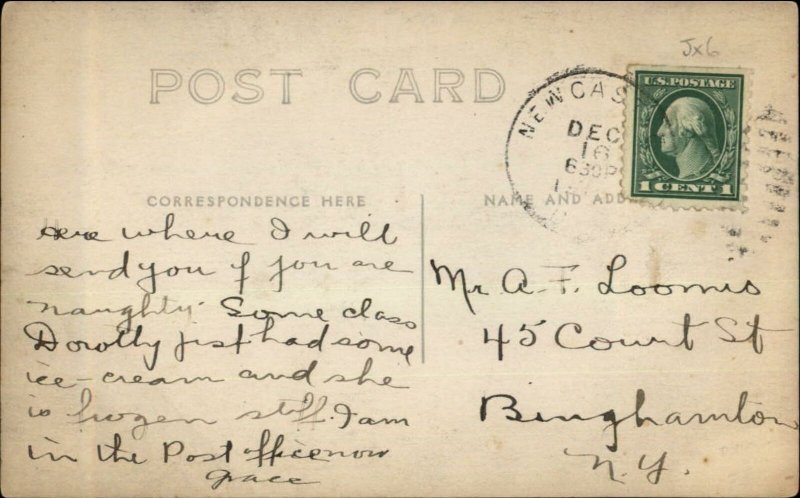 Jx6
POST CARD
U.S. POSTAGE
1 CENT 1
NEW CAS
DEC
16
630P
CORRESPONDENCE HERE
NAME AND ADD
where I will
send you if you are
naughty. Some class
Dorothy just had some
ice-cream and she
is frozen stiff. I am
in the Post office now
Grace
Mr A. F. Loomis
45 Court St
Binghamton
N.Y.